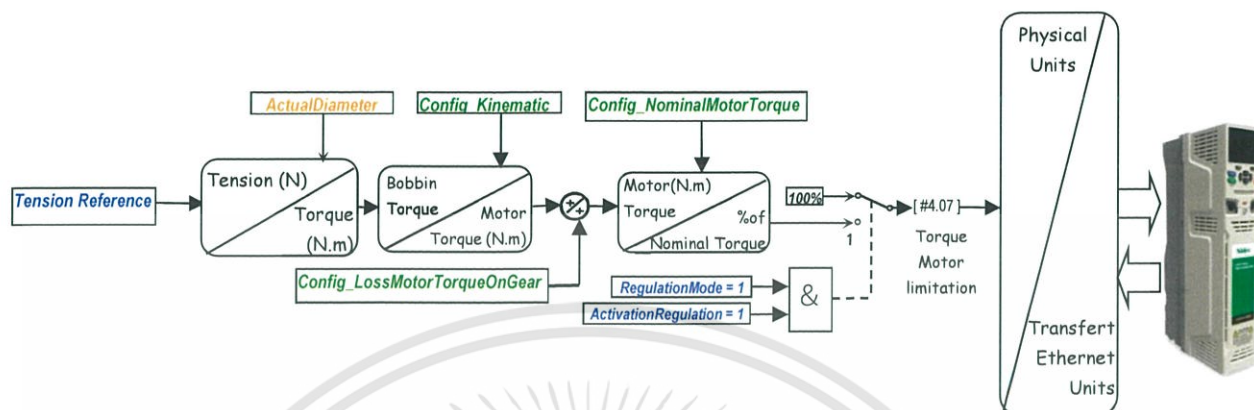 Physical
Units
ActualDiameter
Config_Kinematic
Config_NominalMotorTorque
Tension (N)
Torque
(N.m)
Bobbin
Torque
Motor
Torque (N.m)
Motor(N.m)
Torque
%of
Nominal Torque
100%
1
Tension Reference
[ #4.07 ]
Torque
Motor
limitation
Config_LossMotorTorqueOnGear
RegulationMode = 1
ActivationRegulation = 1
&
Transfert
Ethernet
Units